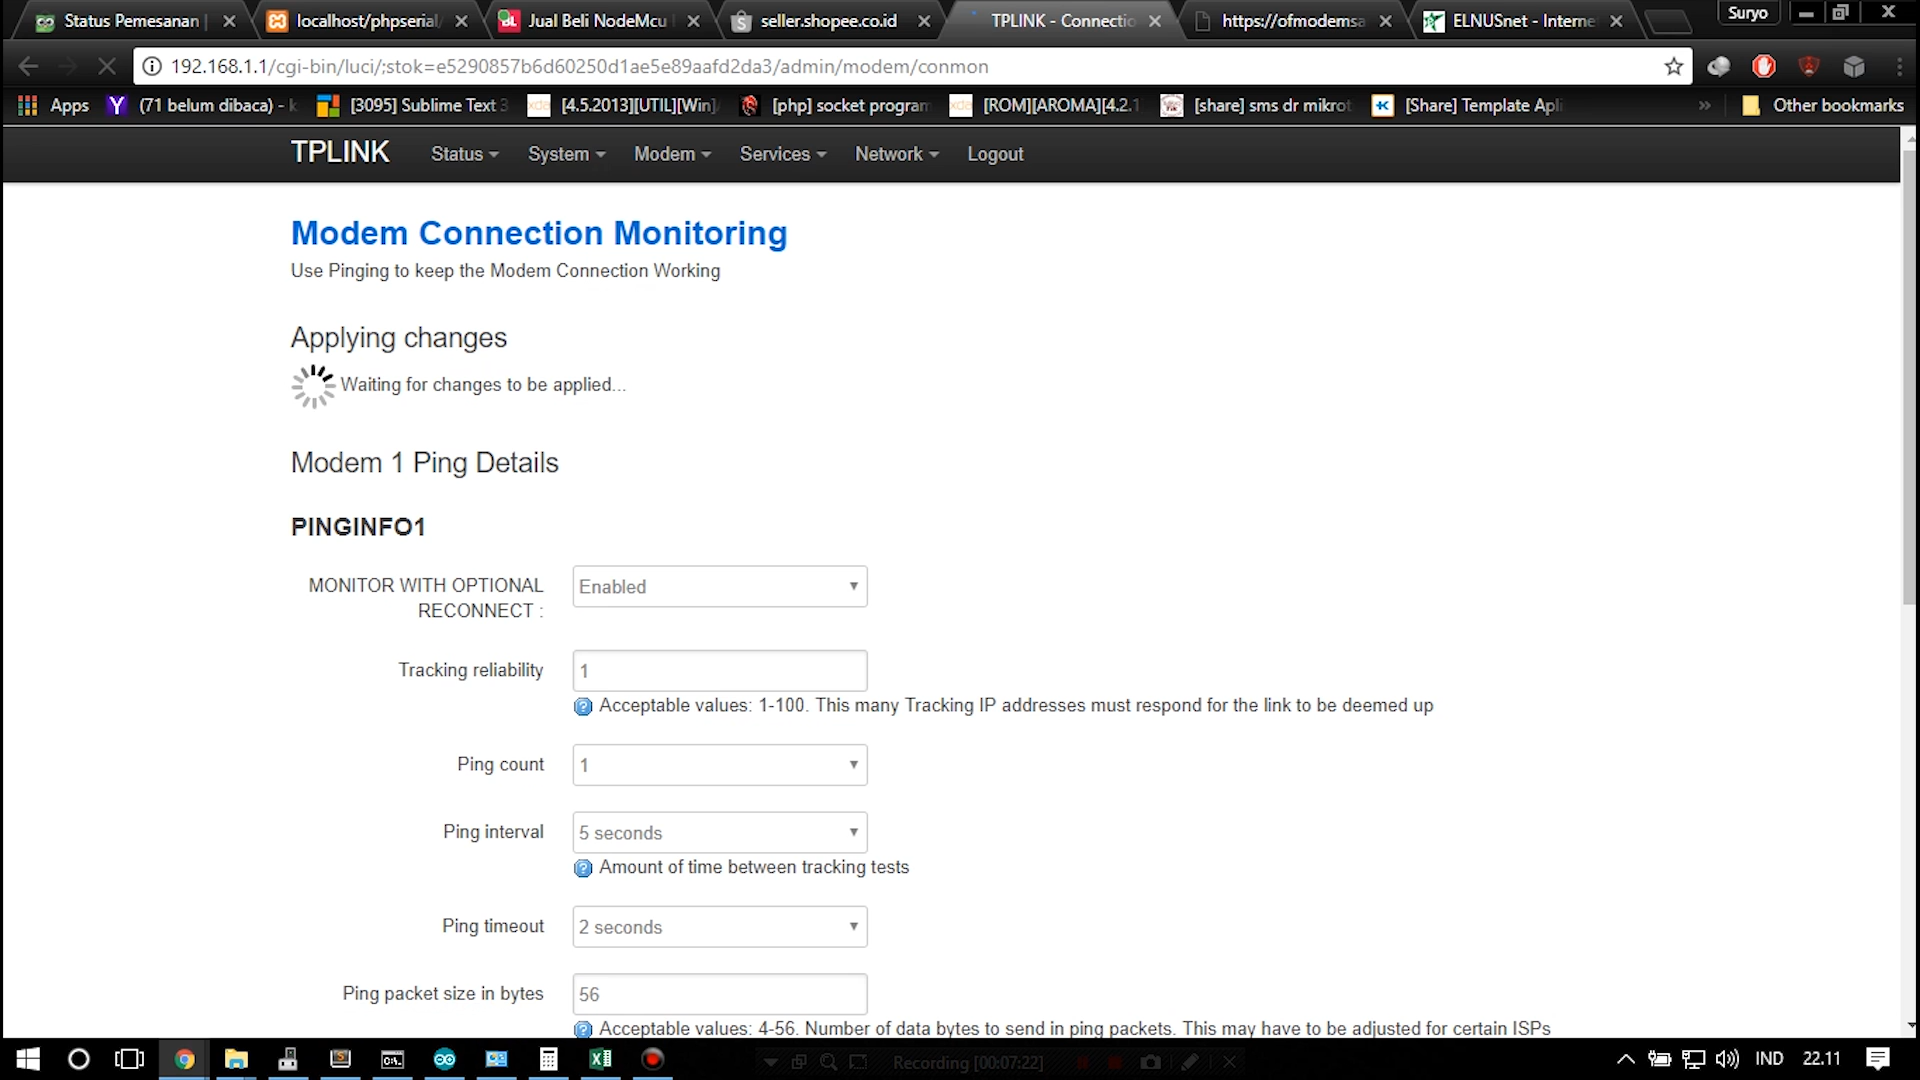 Status Pemesanan |
localhost/phpserial/
Jual Beli NodeMcu
seller.shopee.co.id
TPLINK - Connectio
https://ofmodemsa
ELNUSnet - Interne
Suryo
192.168.1.1/cgi-bin/luci/;stok=e5290857b6d60250d1ae5e89aafd2da3/admin/modem/conmon
Apps
(71 belum dibaca) - k
[3095] Sublime Text 3
[4.5.2013][UTIL][Win]
[php] socket program
[ROM][AROMA][4.2.1
[share] sms dr mikrot
[Share] Template Apli
»
Other bookmarks
TPLINK
Status
System
Modem
Services
Network
Logout
Modem Connection Monitoring
Use Pinging to keep the Modem Connection Working
Applying changes
Waiting for changes to be applied...
Modem 1 Ping Details
PINGINFO1
MONITOR WITH OPTIONAL
RECONNECT :
Enabled
Tracking reliability
1
Acceptable values: 1-100. This many Tracking IP addresses must respond for the link to be deemed up
Ping count
1
Ping interval
5 seconds
Amount of time between tracking tests
Ping timeout
2 seconds
Ping packet size in bytes
56
Acceptable values: 4-56. Number of data bytes to send in ping packets. This may have to be adjusted for certain ISPs
Recording [00:07:22]
IND
22.11